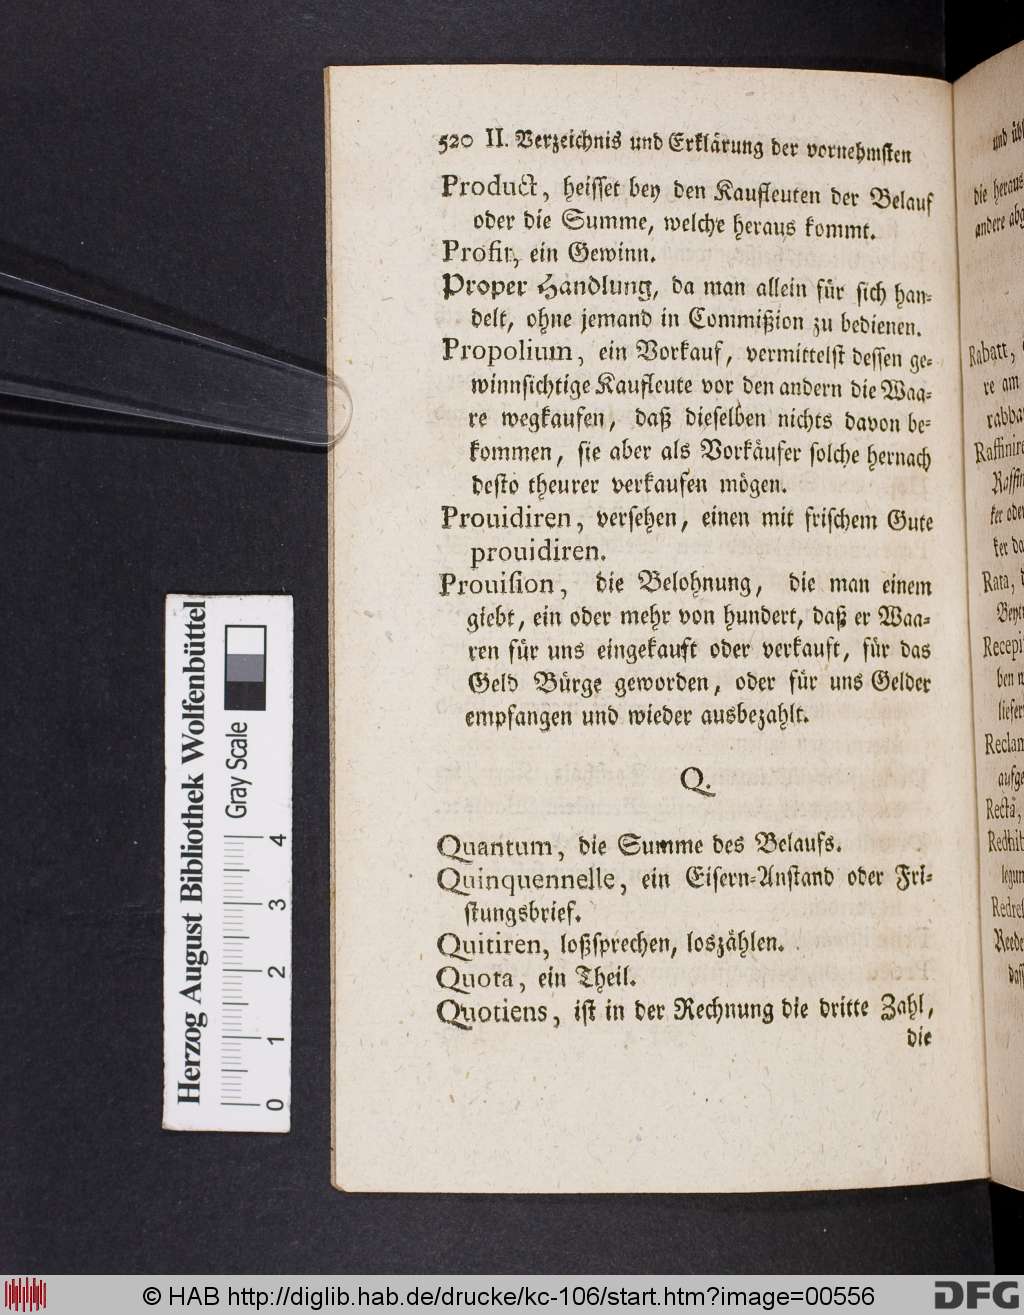 520 II. Verzeichnis und Erklärung der vornehmsten
Product, heisset bey den Kaufleuten der Belauf
oder die Summe, welche heraus kommt.
Profit, ein Gewinn.
Proper Handlung, da man allein für sich han-
delt, ohne jemand in Commißion zu bedienen.
Propolium, ein Vorkauf, vermittelst dessen ge-
winnsichtige Kaufleute vor den andern die Waa-
re wegkaufen, daß dieselben nichts davon be-
kommen, sie aber als Vorkäufer solche hernach
desto theurer verkaufen mögen.
Prouidiren, versehen, einen mit frischem Gute
prouidiren.
Prouision, die Belohnung, die man einem
giebt, ein oder mehr von hundert, daß er Waa-
ren für uns eingekauft oder verkauft, für das
Geld Bürge geworden, oder für uns Gelder
empfangen und wieder ausbezahlt.
Q.
Quantum, die Summe des Belaufs.
Quinquennelle, ein Eisern-Anstand oder Fri-
stungsbrief.
Quitiren, loßsprechen, loszählen.
Quota, ein Theil.
Quotiens, ist in der Rechnung die dritte Zahl,
die
und
die heraus
andere
Rabatt,
re am
Rata,
Herzog August Bibliothek Wolfenbüttel
Gray Scale
0 1 2 3 4
© HAB http://diglib.hab.de/drucke/kc-106/start.htm?image=00556
DFG